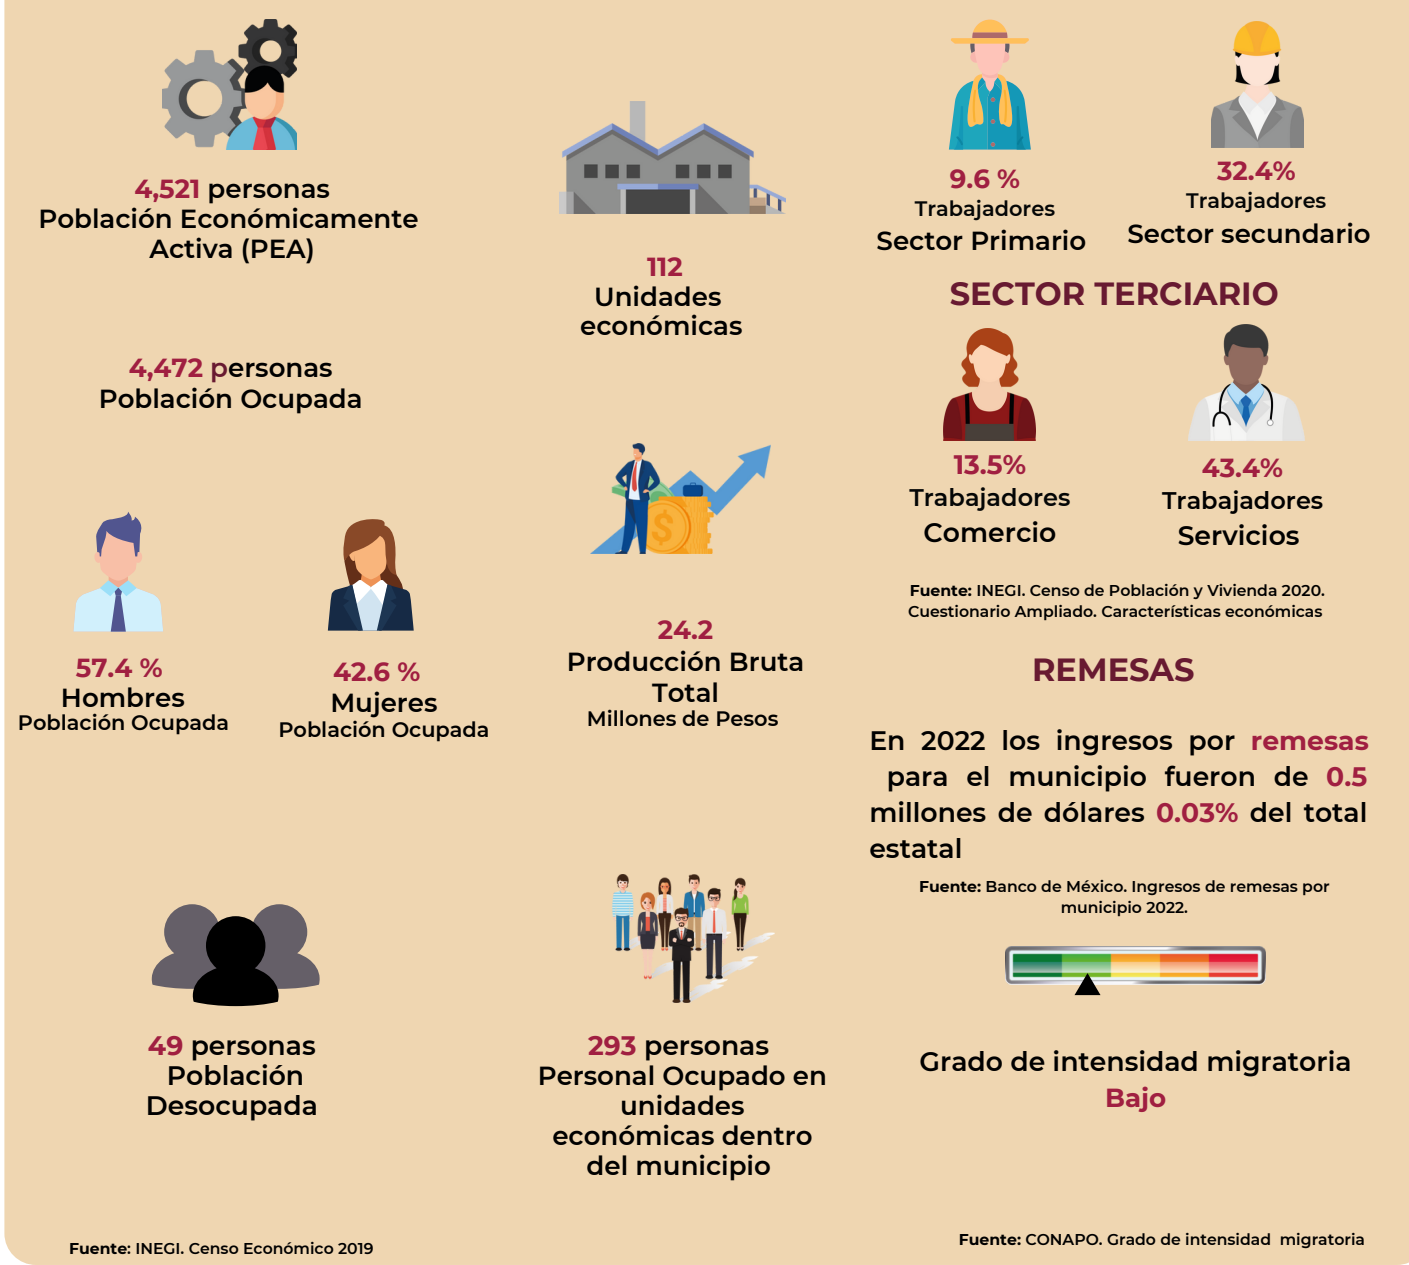 4,521 personas
Población Económicamente
Activa (PEA)
4,472 personas
Población Ocupada
57.4 %
Hombres
Población Ocupada
42.6 %
Mujeres
Población Ocupada
49 personas
Población
Desocupada
Fuente: INEGI. Censo Económico 2019
112
Unidades
económicas
24.2
Producción Bruta
Total
Millones de Pesos
293 personas
Personal Ocupado en
unidades
económicas dentro
del municipio
9.6 %
Trabajadores
Sector Primario
32.4%
Trabajadores
Sector secundario
SECTOR TERCIARIO
13.5%
Trabajadores
Comercio
43.4%
Trabajadores
Servicios
Fuente: INEGI. Censo de Población y Vivienda 2020.
Cuestionario Ampliado. Características económicas
REMESAS
En 2022 los ingresos por remesas
para el municipio fueron de 0.5
millones de dólares 0.03% del total
estatal
Fuente: Banco de México. Ingresos de remesas por
municipio 2022.
Grado de intensidad migratoria
Bajo
Fuente: CONAPO. Grado de intensidad migratoria